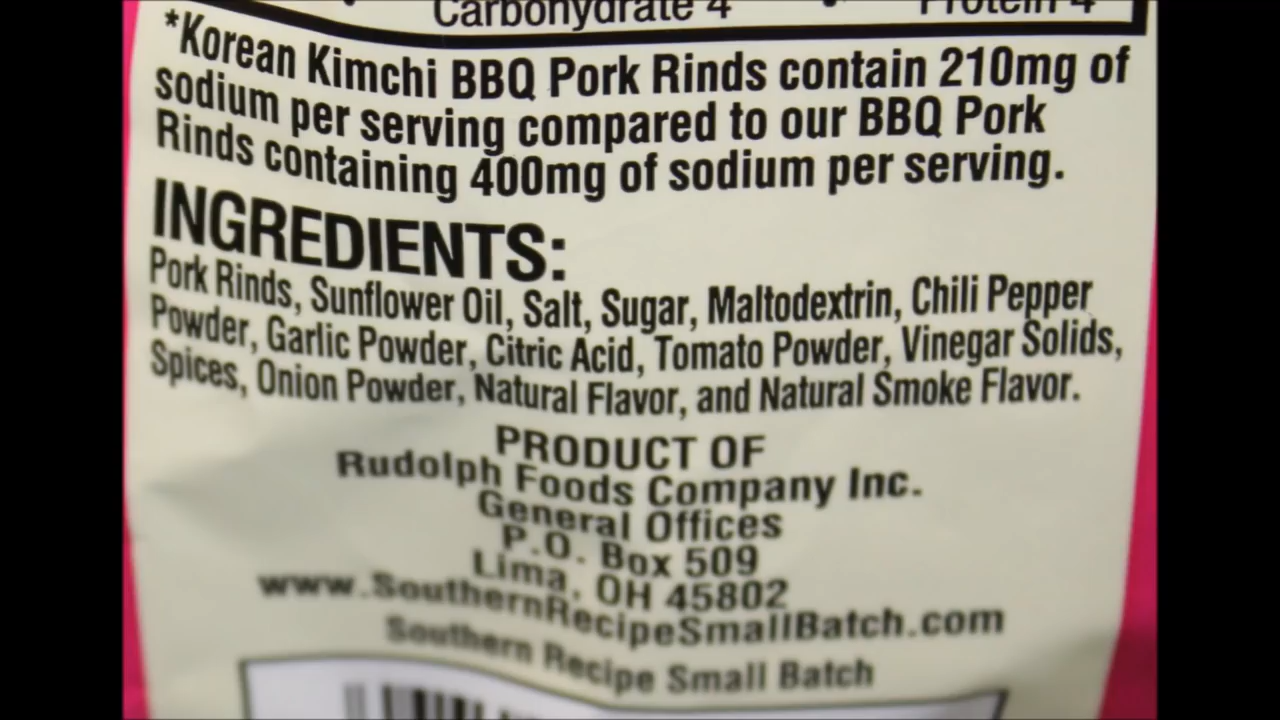 Carbohydrate 4 • Protein 4
*Korean Kimchi BBQ Pork Rinds contain 210mg of
sodium per serving compared to our BBQ Pork
Rinds containing 400mg of sodium per serving.
INGREDIENTS:
Pork Rinds, Sunflower Oil, Salt, Sugar, Maltodextrin, Chili Pepper
Powder, Garlic Powder, Citric Acid, Tomato Powder, Vinegar Solids,
Spices, Onion Powder, Natural Flavor, and Natural Smoke Flavor.
PRODUCT OF
Rudolph Foods Company Inc.
General Offices
P.O. Box 509
Lima, OH 45802
www.SouthernRecipeSmallBatch.com
Southern Recipe Small Batch